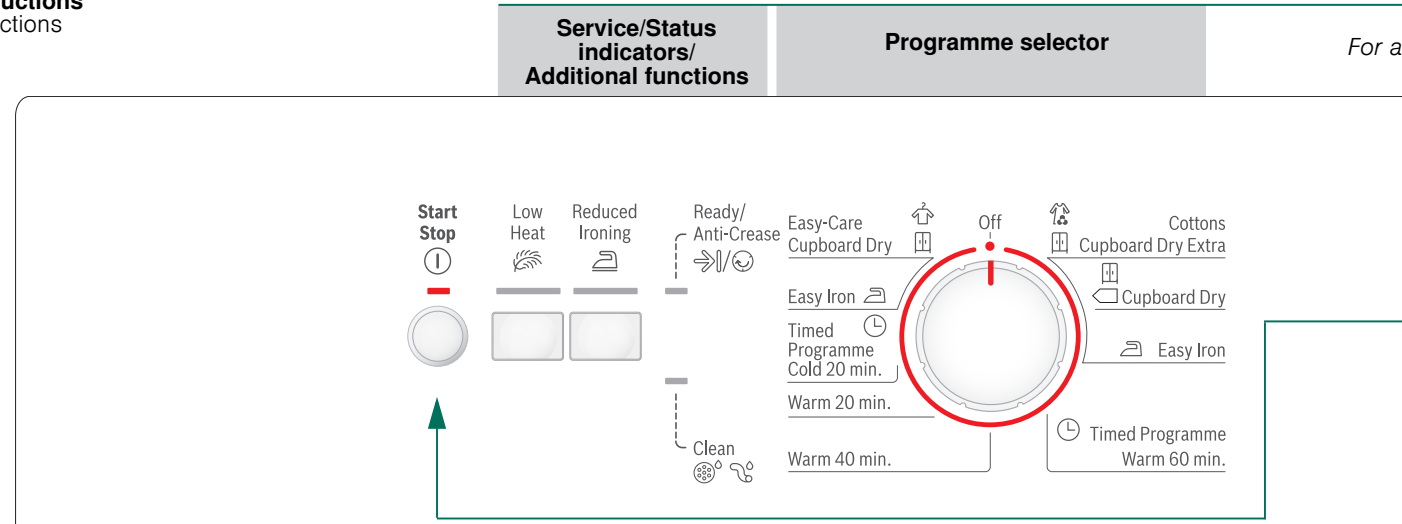 ctions
Service/Status
indicators/
Additional functions
Programme selector
For a
Start
Stop
Low
Heat
Reduced
Ironing
Ready/
Anti-Crease
Clean
Easy-Care
Cupboard Dry
Easy Iron
Timed
Programme
Cold 20 min.
Warm 20 min.
Warm 40 min.
Off
Cottons
Cupboard Dry Extra
Cupboard Dry
Easy Iron
Timed Programme
Warm 60 min.